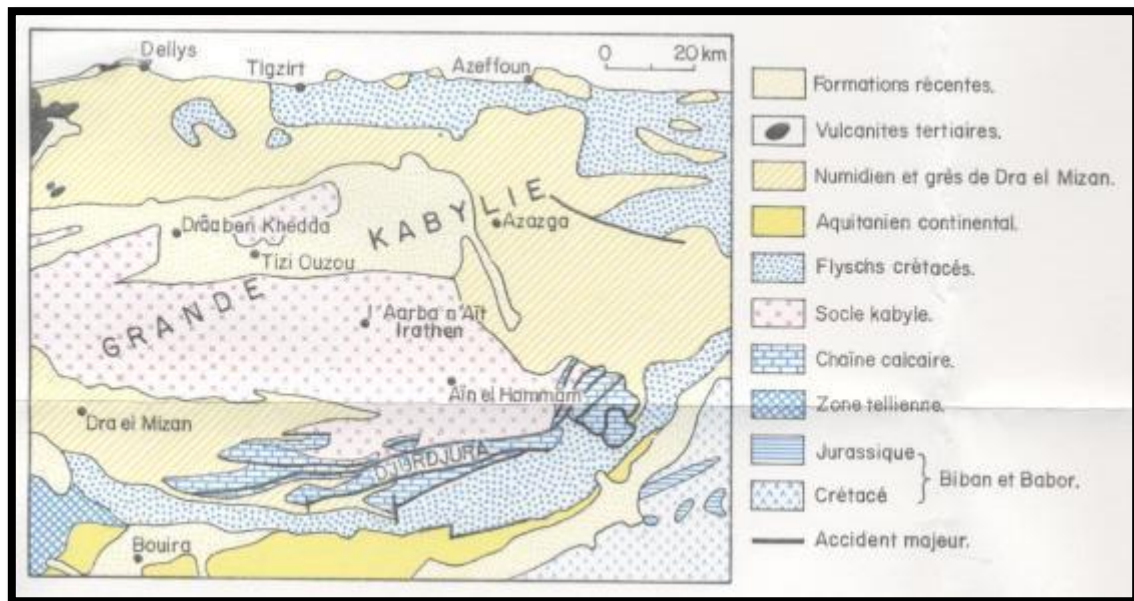 Dellys
Tigzirt
Azeffoun
0 20 km
KABYLIE
Drâaben Khedda
Azazga
Tizi Ouzou
GRANDE
l'Aarba n'Aït
Irathen
Aïn el Hammam
Dra el Mizan
DJURDJURA
Bouira
Formations récentes.
Vulcanites tertiaires.
Numidien et grès de Dra el Mizan.
Aquitanien continental.
Flyschs crétacés.
Socle kabyle.
Chaîne calcaire.
Zone tellienne.
Jurassique
Crétacé
Biban et Babor.
Accident majeur.